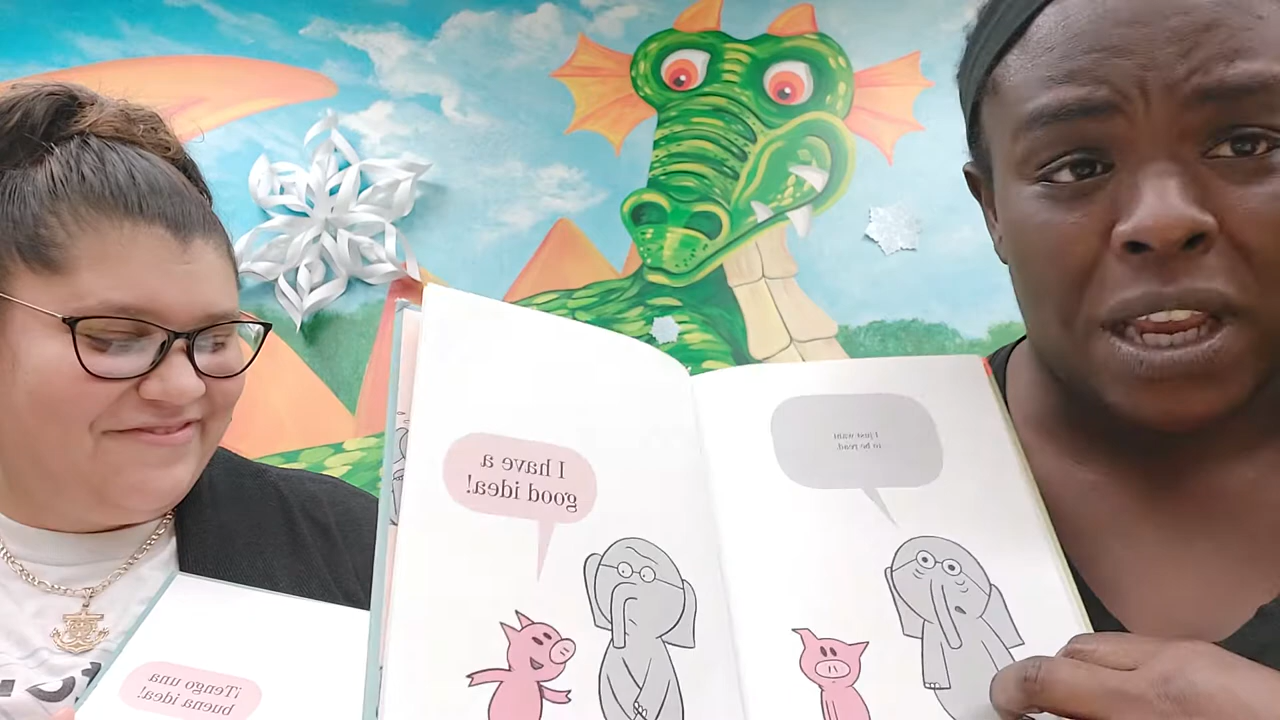 I have a
good idea!
I just want
to be read.
¡Tengo una
buena idea!